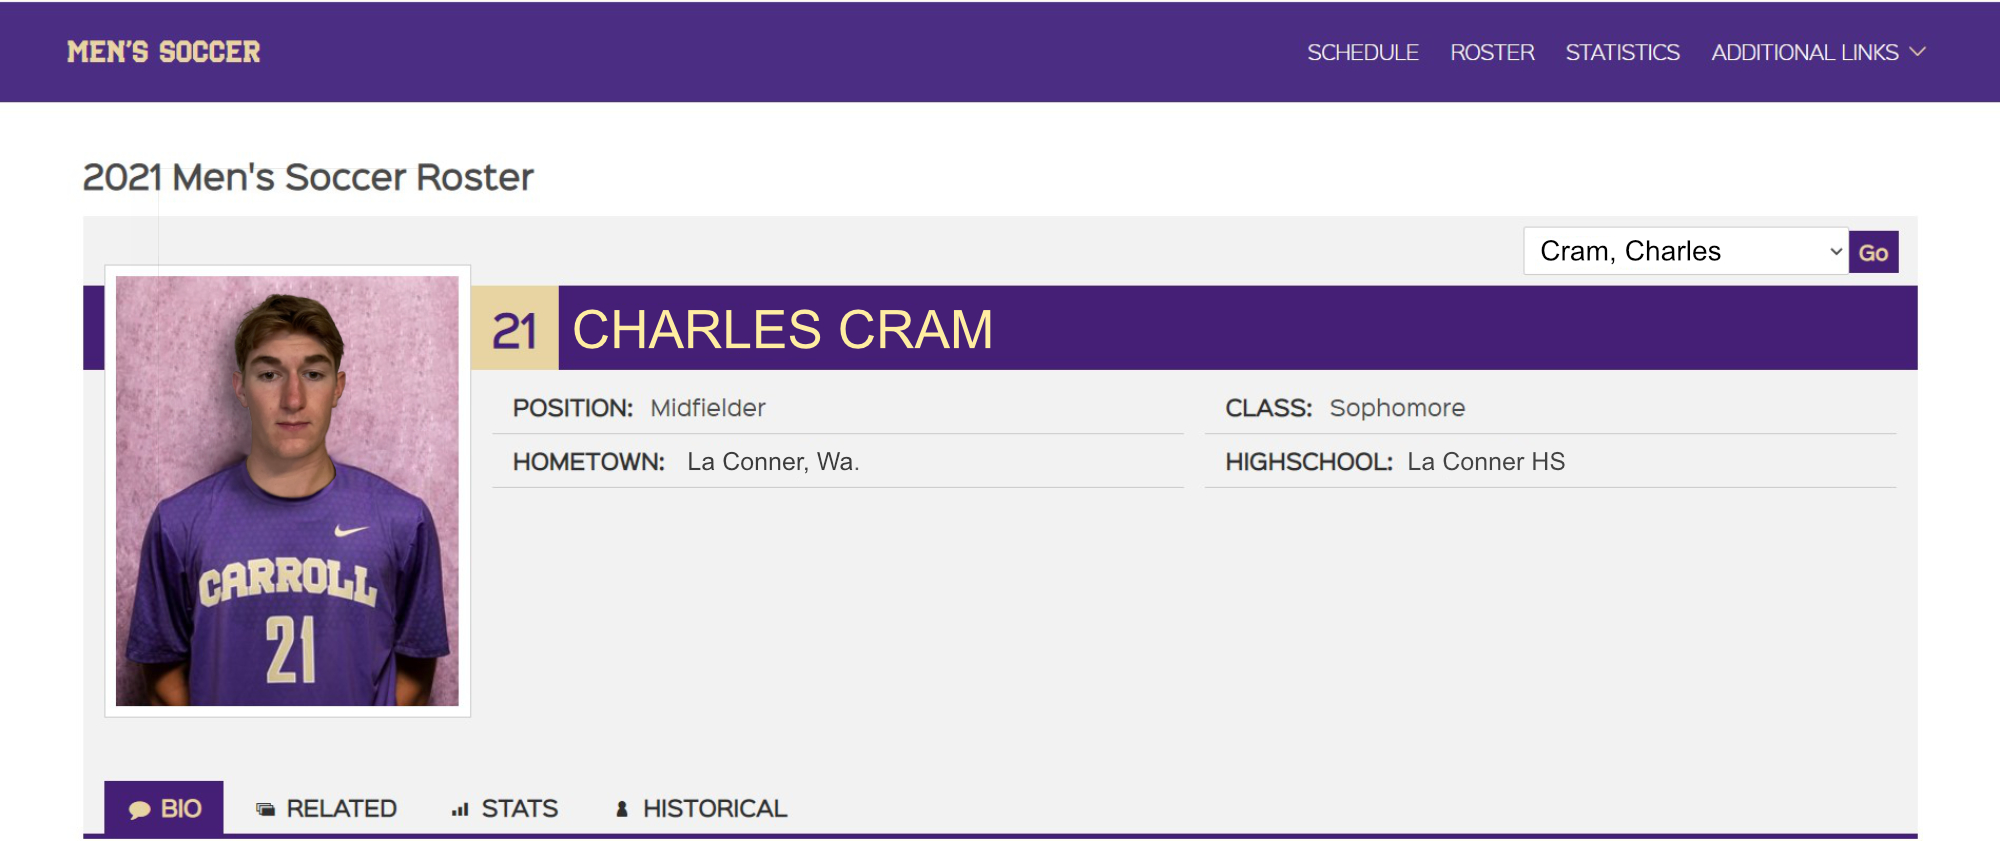 MEN'S SOCCER
SCHEDULE ROSTER STATISTICS ADDITIONAL LINKS
2021 Men's Soccer Roster
Cram, Charles Go
21 CHARLES CRAM
POSITION: Midfielder CLASS: Sophomore
HOMETOWN: La Conner, Wa. HIGHSCHOOL: La Conner HS
CARROLL
21
BIO RELATED STATS HISTORICAL